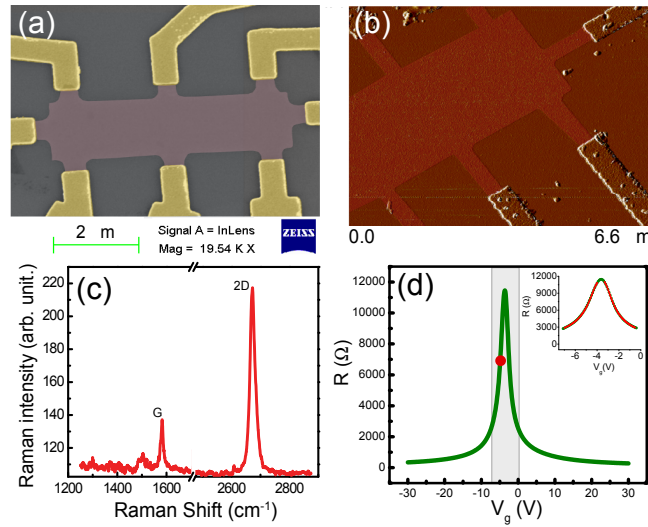 (a)
2 m
Signal A = InLens
Mag = 19.54 K X
ZEISS
(b)
0.0
6.6 m
(c)
Raman intensity (arb. unit.)
220
200
180
160
140
120
G
2D
1200
1400
1600
2600
2800
Raman Shift (cm-1)
(d)
R (Ω)
12000
10000
8000
6000
4000
2000
0
-30
-20
-10
0
10
20
30
Vg (V)
R (Ω)
12000
9000
6000
3000
0
-6
-4
-2
0
Vg(V)